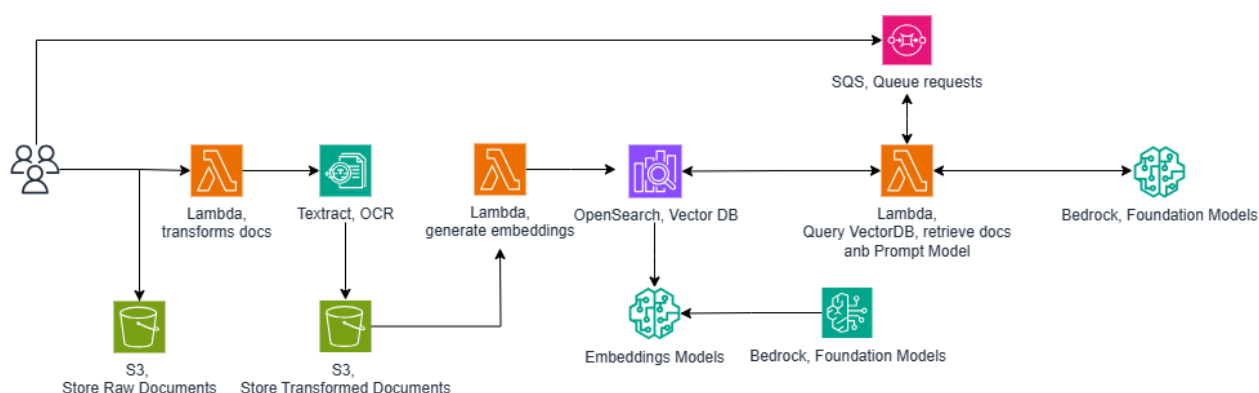 SQS, Queue requests
Lambda,
transforms docs
Textract, OCR
Lambda,
generate embeddings
OpenSearch, Vector DB
Lambda,
Query VectorDB, retrieve docs
anb Prompt Model
Bedrock, Foundation Models
S3,
Store Raw Documents
S3,
Store Transformed Documents
Embeddings Models
Bedrock, Foundation Models